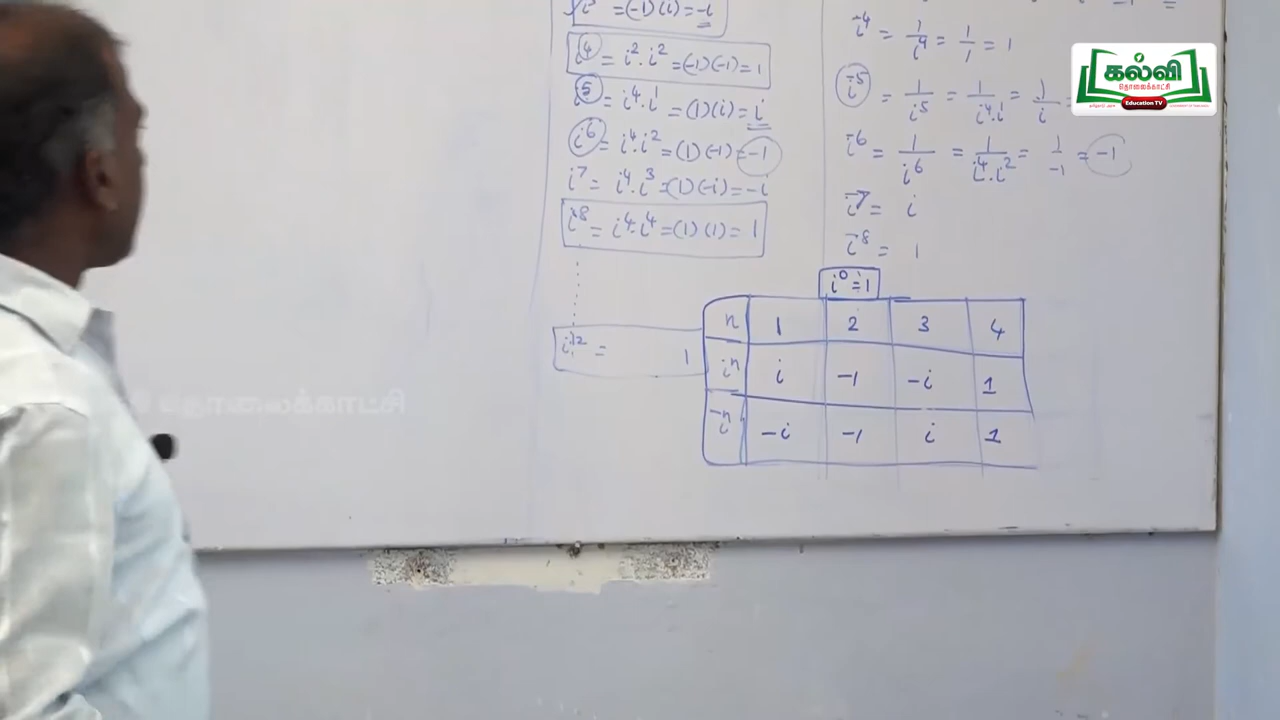 i³ = (-1)(i) = -i
i⁴ = i². i² = (-1)(-1) = 1
i⁵ = i⁴. i¹ = (1)(i) = i
i⁶ = i⁴. i² = (1)(-1) = -1
i⁷ = i⁴. i³ = (1)(-i) = -i
i⁸ = i⁴. i⁴ = (1)(1) = 1
i¹² = 1
i⁻⁴ = 1/i⁴ = 1/1 = 1
i⁻⁵ = 1/i⁵ = 1/i⁴.i¹ = 1/i =
i⁻⁶ = 1/i⁶ = 1/i⁴.i² = 1/-1 = -1
i⁻⁷ = i
i⁻⁸ = 1
i⁰ = 1
n 1 2 3 4
iⁿ i -1 -i 1
i⁻ⁿ -i -1 i 1
கல்வி
தொலைக்காட்சி
Education TV
தொலைக்காட்சி